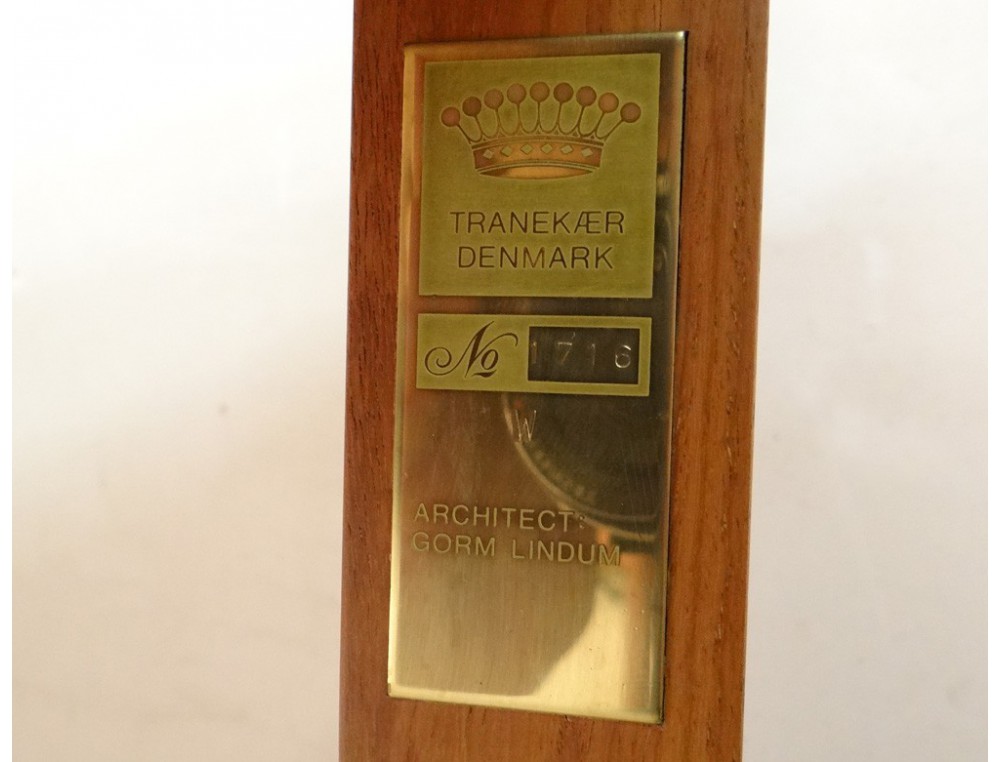 TRANEKÆR
DENMARK
No 1716
W
ARCHITECT:
GORM LINDUM